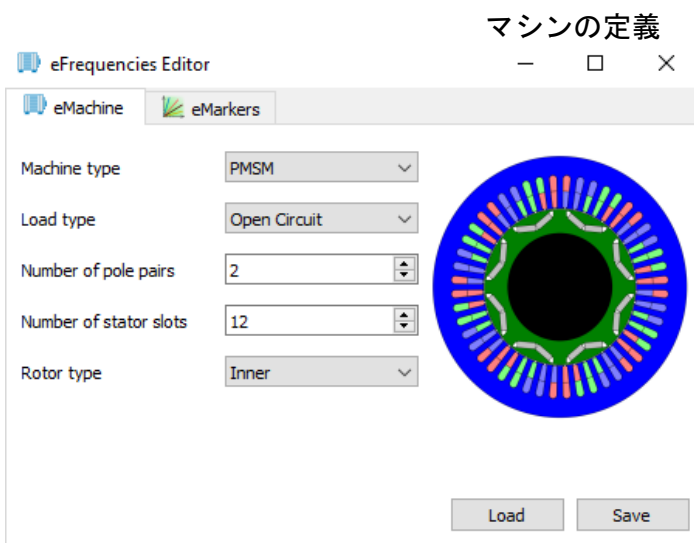 マシンの定義
eFrequencies Editor
eMachine eMarkers
Machine type PMSM
Load type Open Circuit
Number of pole pairs 2
Number of stator slots 12
Rotor type Inner
Load Save